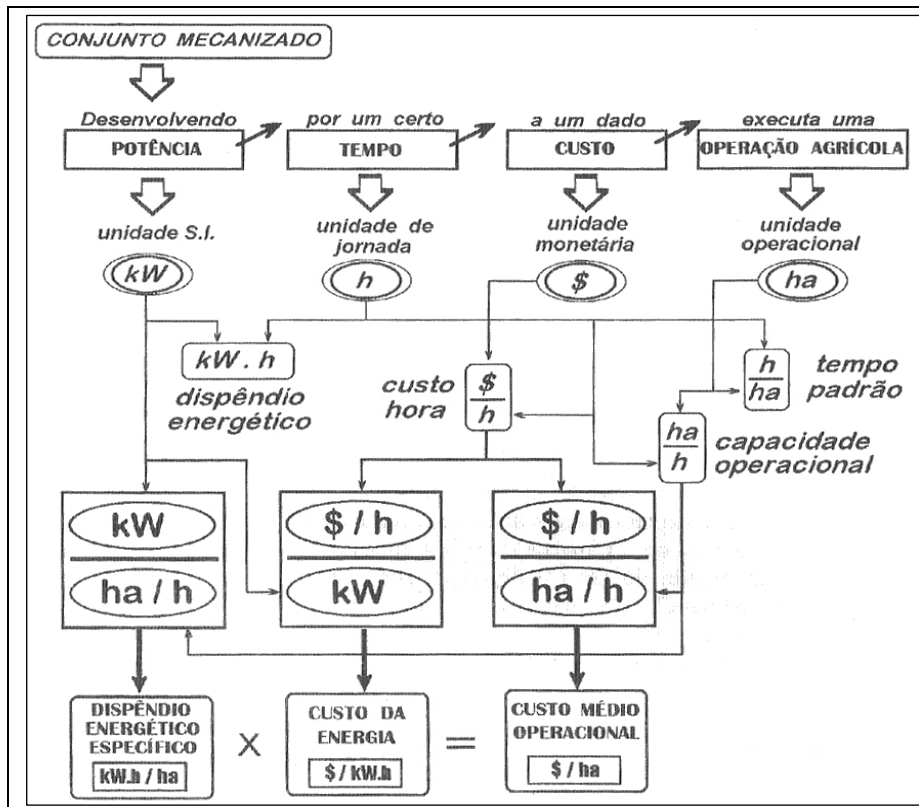 CONJUNTO MECANIZADO
Desenvolvendo
POTÊNCIA
por um certo
TEMPO
a um dado
CUSTO
executa uma
OPERAÇÃO AGRÍCOLA
unidade S.I.
kW
unidade de
jornada
h
unidade
monetária
$
unidade
operacional
ha
kW . h
dispêndio
energético
custo
hora
$
h
h
ha
tempo
padrão
ha
h
capacidade
operacional
kW
ha / h
$ / h
kW
$ / h
ha / h
DISPÊNDIO
ENERGÉTICO
ESPECÍFICO
kW.h / ha
X
CUSTO DA
ENERGIA
$ / kW.h
=
CUSTO MÉDIO
OPERACIONAL
$ / ha